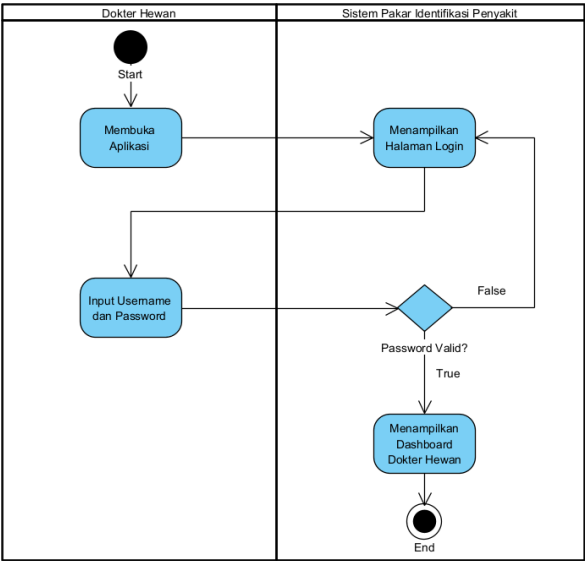 Dokter Hewan
Sistem Pakar Identifikasi Penyakit
Start
Membuka
Aplikasi
Menampilkan
Halaman Login
Input Username
dan Password
False
Password Valid?
True
Menampilkan
Dashboard
Dokter Hewan
End